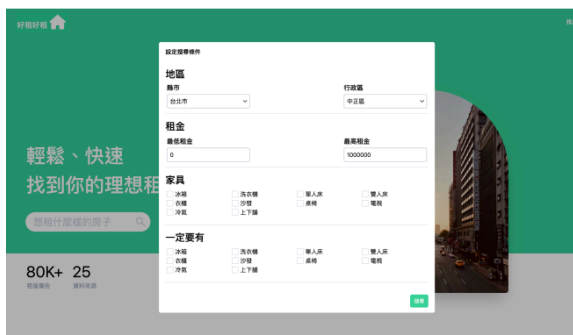 好租好租
找
設定搜尋條件
地區
縣市
行政區
台北市
中正區
租金
最低租金
最高租金
0
1000000
輕鬆、快速
找到你的理想租
想租什麼樣的房子
家具
冰箱 洗衣機 單人床 雙人床
衣櫃 沙發 桌椅 電視
冷氣 上下舖
一定要有
冰箱 洗衣機 單人床 雙人床
衣櫃 沙發 桌椅 電視
冷氣 上下舖
80K+ 25
租屋廣告 資料來源
搜尋